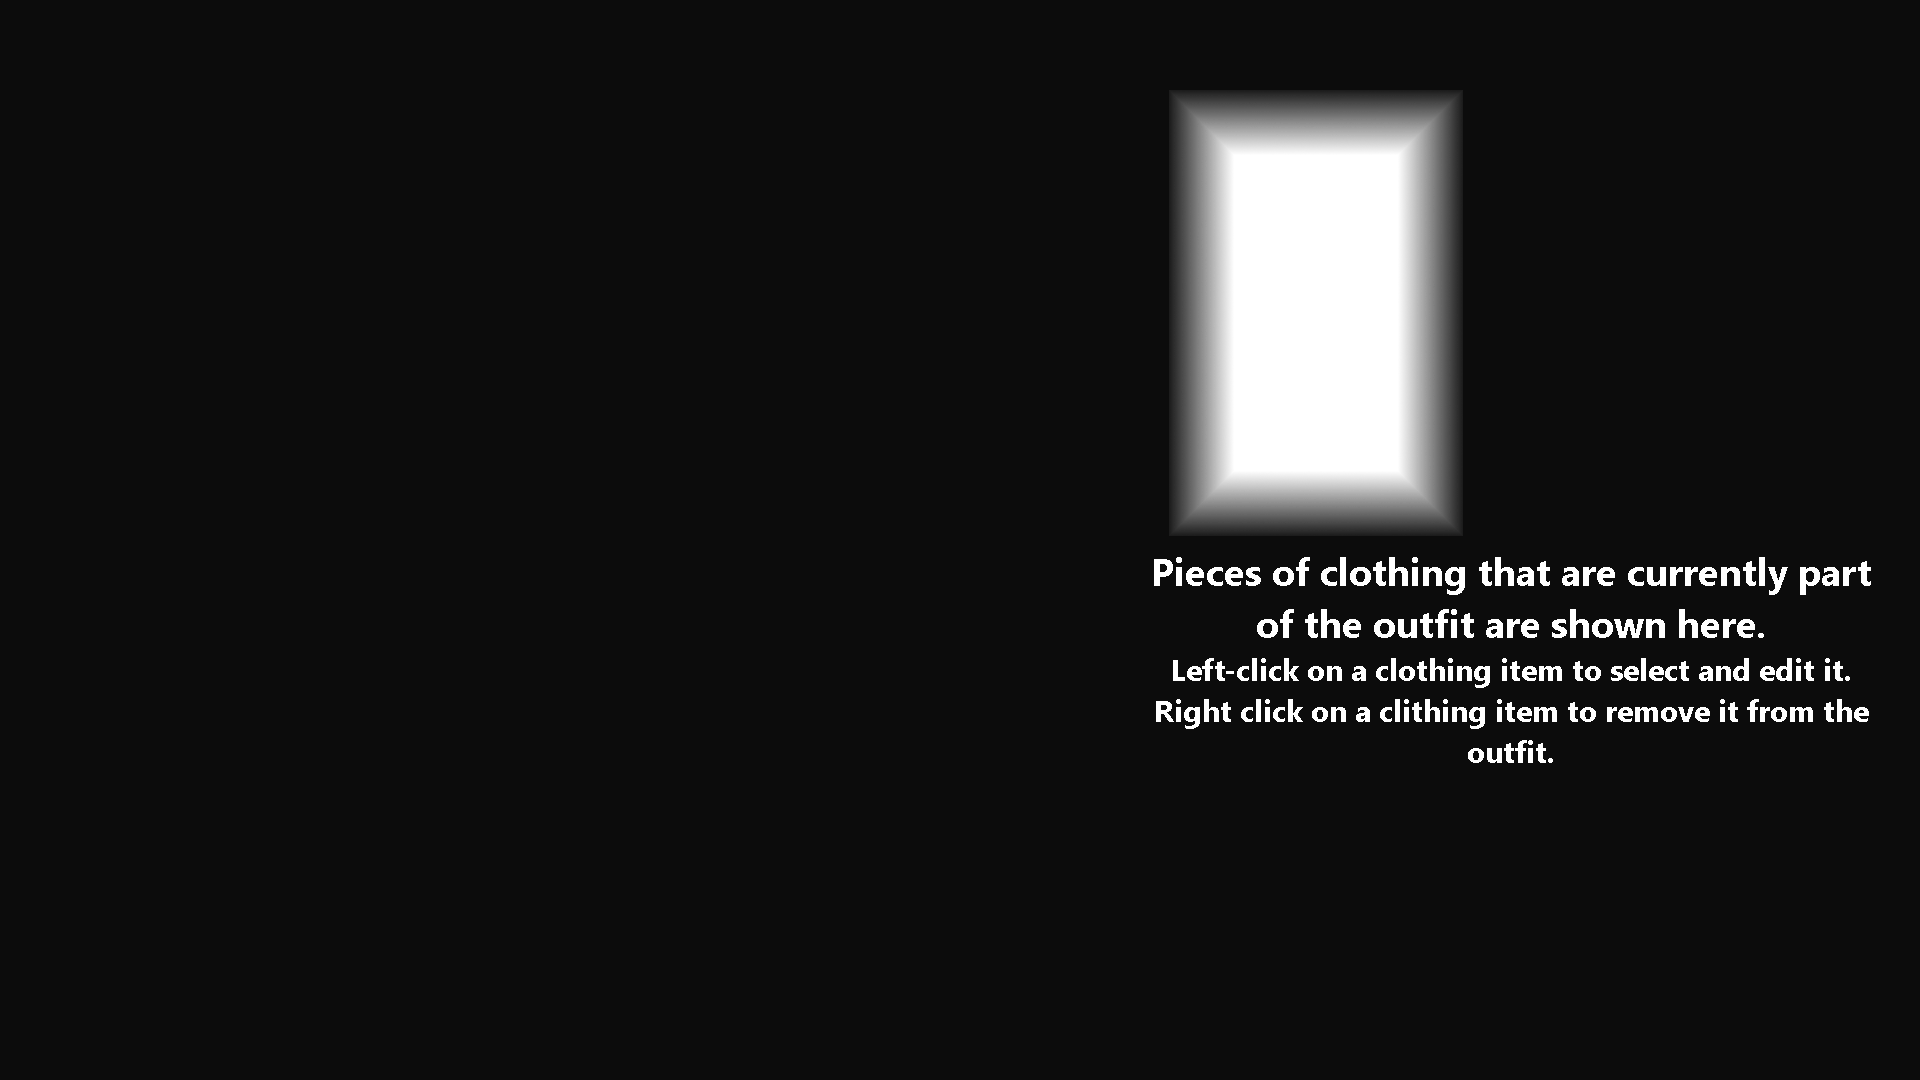 Pieces of clothing that are currently part
of the outfit are shown here.
Left-click on a clothing item to select and edit it.
Right click on a clithing item to remove it from the
outfit.